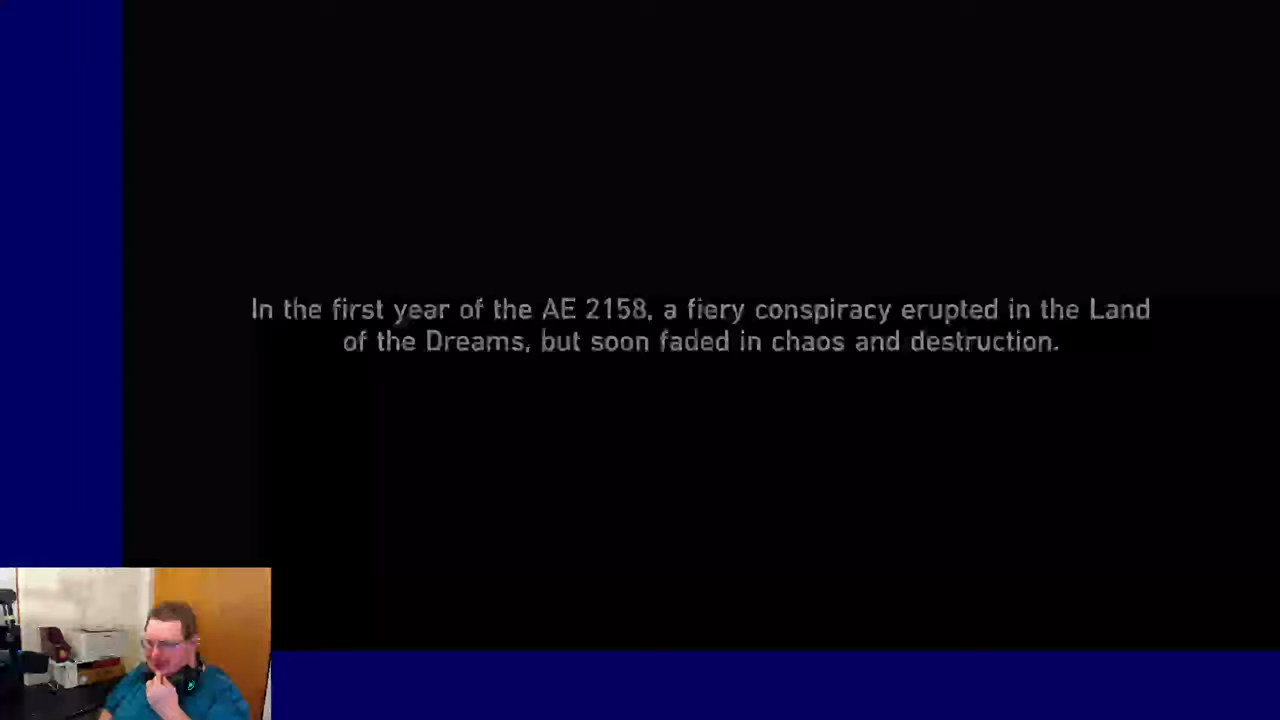 In the first year of the AE 2158, a fiery conspiracy erupted in the Land
of the Dreams, but soon faded in chaos and destruction.